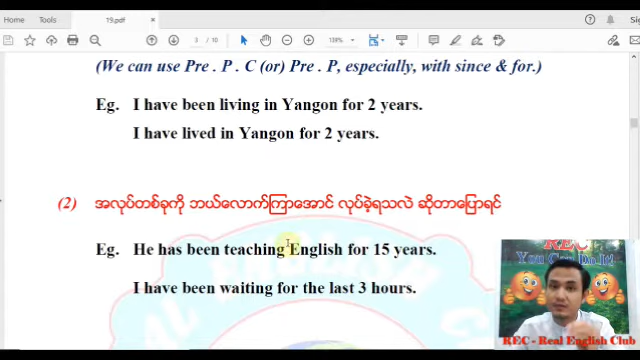 Home Tools 19.pdf × Sig
3 / 10 138%
(We can use Pre . P . C (or) Pre . P, especially, with since & for.)
Eg. I have been living in Yangon for 2 years.
I have lived in Yangon for 2 years.
(2) အလုပ်တစ်ခုကို ဘယ်လောက်ကြာအောင် လုပ်ခဲ့ရသလဲ ဆိုတာပြောရင်
Eg. He has been teaching English for 15 years.
I have been waiting for the last 3 hours.
REC
You Can Do It!
REC - Real English Club